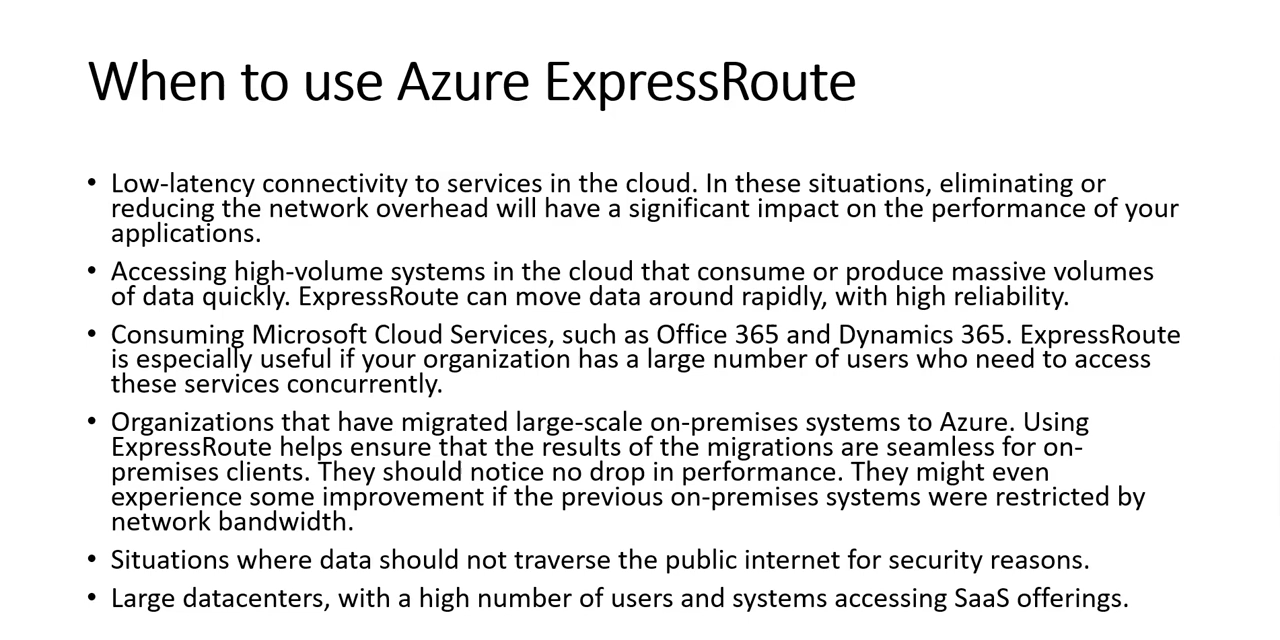 When to use Azure ExpressRoute
• Low-latency connectivity to services in the cloud. In these situations, eliminating or
reducing the network overhead will have a significant impact on the performance of your
applications.
• Accessing high-volume systems in the cloud that consume or produce massive volumes
of data quickly. ExpressRoute can move data around rapidly, with high reliability.
• Consuming Microsoft Cloud Services, such as Office 365 and Dynamics 365. ExpressRoute
is especially useful if your organization has a large number of users who need to access
these services concurrently.
• Organizations that have migrated large-scale on-premises systems to Azure. Using
ExpressRoute helps ensure that the results of the migrations are seamless for on-
premises clients. They should notice no drop in performance. They might even
experience some improvement if the previous on-premises systems were restricted by
network bandwidth.
• Situations where data should not traverse the public internet for security reasons.
• Large datacenters, with a high number of users and systems accessing SaaS offerings.